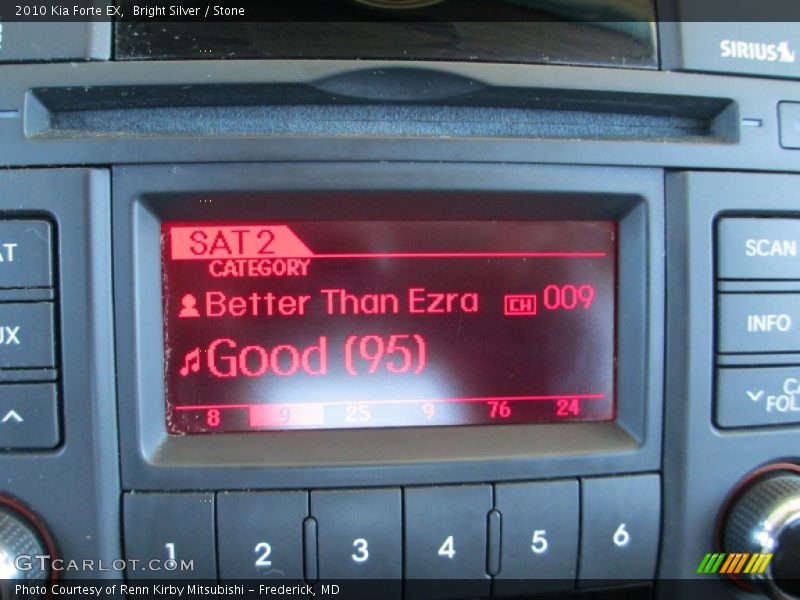 2010 Kia Forte EX, Bright Silver / Stone
SIRIUS
SAT 2
CATEGORY
SCAN
Better Than Ezra CH 009
INFO
Good (95)
8 9 25 9 76 24
1 2 3 4 5 6
GTCARLOT.COM
Photo Courtesy of Renn Kirby Mitsubishi - Frederick, MD